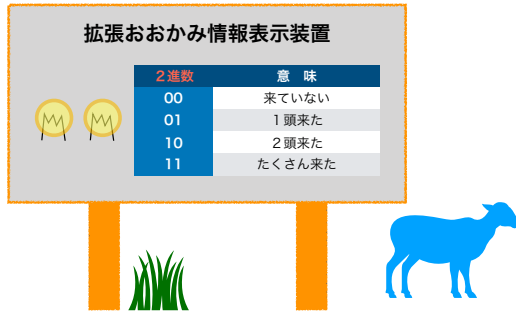 拡張おおかみ情報表示装置
2進数 意 味
00 来ていない
01 1頭来た
10 2頭来た
11 たくさん来た